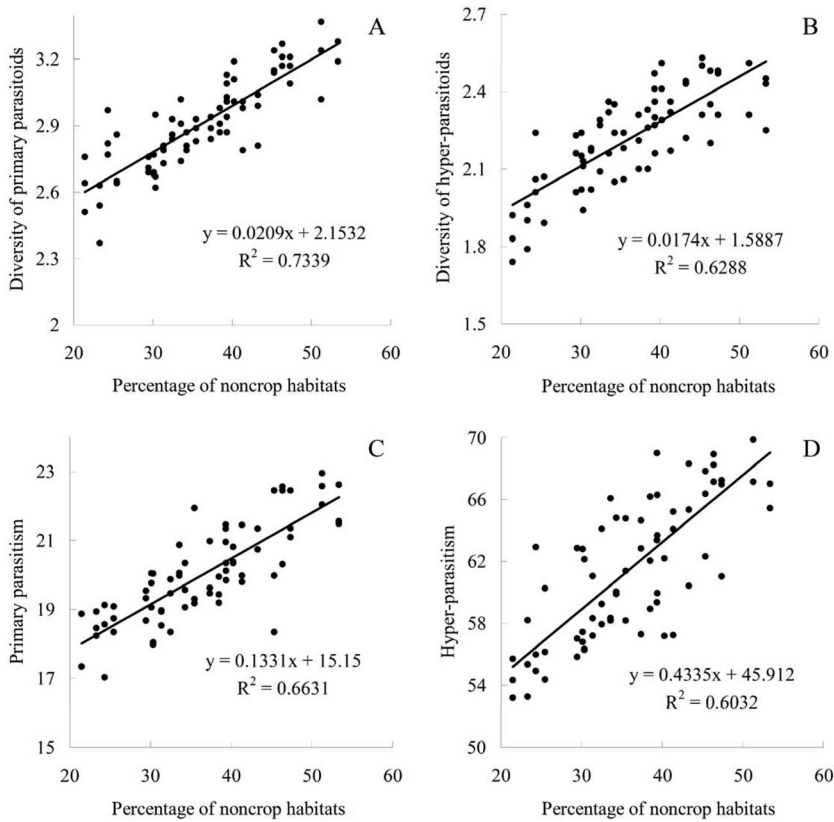 A
Diversity of primary parasitoids
3.2
2.9
2.6
2.3
2
y = 0.0209x + 2.1532
R² = 0.7339
20 30 40 50 60
Percentage of noncrop habitats
B
Diversity of hyper-parasitoids
2.7
2.4
2.1
1.8
1.5
y = 0.0174x + 1.5887
R² = 0.6288
20 30 40 50 60
Percentage of noncrop habitats
C
Primary parasitism
23
21
19
17
15
y = 0.1331x + 15.15
R² = 0.6631
20 30 40 50 60
Percentage of noncrop habitats
D
Hyper-parasitism
70
66
62
58
54
50
y = 0.4335x + 45.912
R² = 0.6032
20 30 40 50 60
Percentage of noncrop habitats